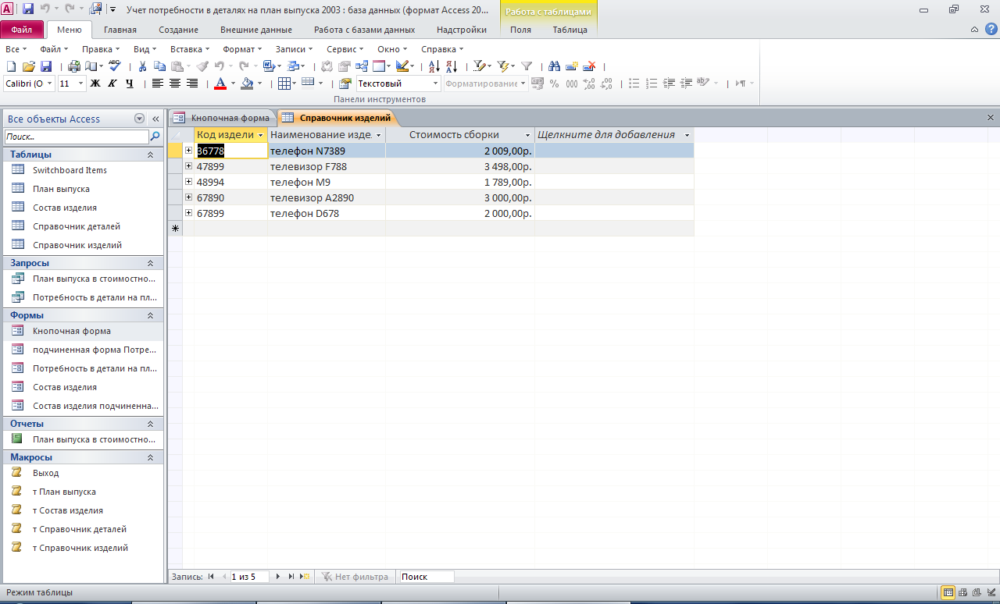 Учет потребности в деталях на план выпуска 2003 : база данных (формат Access 20... Работа с таблицами
Файл Меню Главная Создание Внешние данные Работа с базами данных Надстройки Поля Таблица
Все Файл Правка Вид Вставка Формат Записи Сервис Окно Справка
Calibri (О 11 Ж К Ч А Текстовый Форматирование % 000
Панели инструментов
Все объекты Access
Поиск...
Таблицы
Switchboard Items
План выпуска
Состав изделия
Справочник деталей
Справочник изделий
Запросы
План выпуска в стоимостно...
Потребность в детали на пл...
Формы
Кнопочная форма
подчиненная форма Потре...
Потребность в детали на пл...
Состав изделия
Состав изделия подчиненна...
Отчеты
План выпуска в стоимостно...
Макросы
Выход
т План выпуска
т Состав изделия
т Справочник деталей
т Справочник изделий
Кнопочная форма Справочник изделий
Код издели Наименование изде. Стоимость сборки Щелкните для добавления
36778 телефон N7389 2 009,00р.
47899 телевизор F788 3 498,00р.
48994 телефон M9 1 789,00р.
67890 телевизор A2890 3 000,00р.
67899 телефон D678 2 000,00р.
Запись: 1 из 5 Нет фильтра Поиск
Режим таблицы